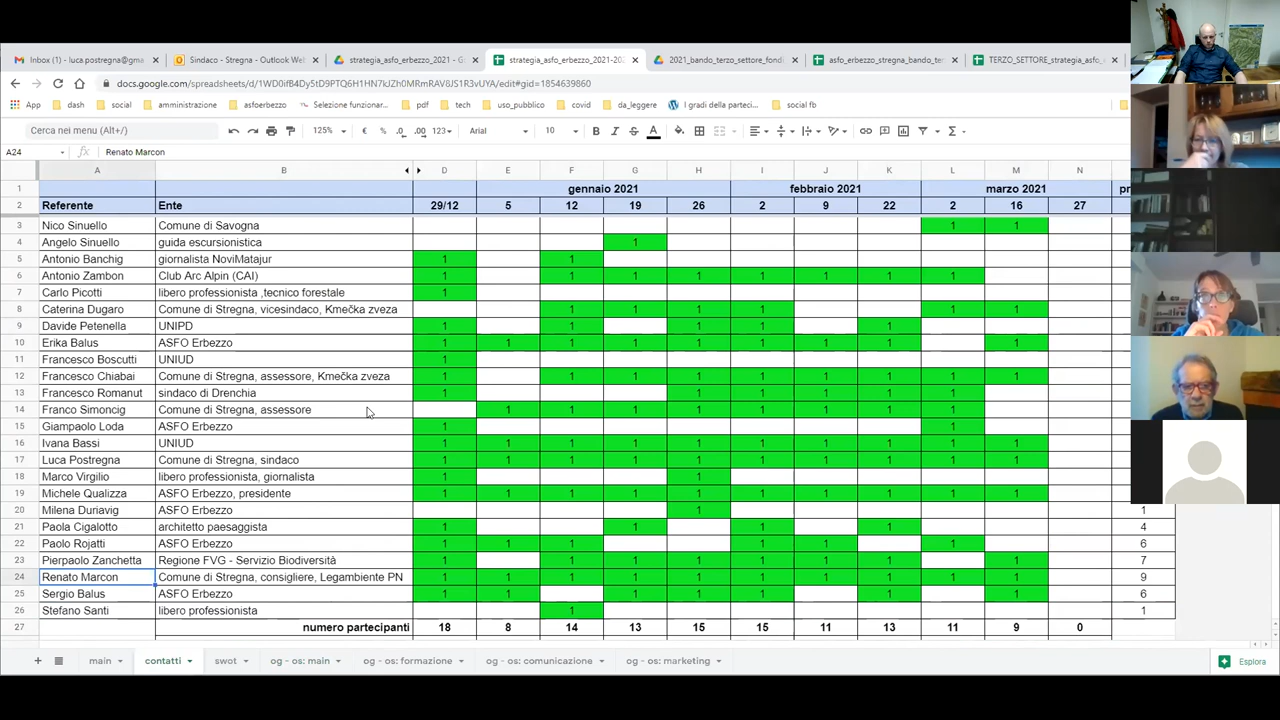 Inbox (1) - luca.postregna@gma
Sindaco - Stregna - Outlook Web
strategia_asfo_erbezzo_2021 - G
strategia_asfo_erbezzo_2021-20
2021_bando_terzo_settore_fondi
asfo_erbezzo_stregna_bando_ter
TERZO_SETTORE_strategia_asfo_e
App dash social amministrazione asfoerbezzo Selezione funzionar... pdf tech uso_pubblico covid da_leggere I gradi della parteci... social fb
Cerca nei menu (Alt+/) 125% € % .0 .00 123 Arial 10 B I S A
A24 fx Renato Marcon
A B D E F G H I J K L M N
1 gennaio 2021 febbraio 2021 marzo 2021
2 Referente Ente 29/12 5 12 19 26 2 9 22 2 16 27
3 Nico Sinuello Comune di Savogna 1 1
4 Angelo Sinuello guida escursionistica 1
5 Antonio Banchig giornalista NoviMatajur 1 1
6 Antonio Zambon Club Arc Alpin (CAI) 1 1 1 1 1 1 1 1
7 Carlo Picotti libero professionista ,tecnico forestale 1
8 Caterina Dugaro Comune di Stregna, vicesindaco, Kmečka zveza 1 1 1 1 1 1
9 Davide Petenella UNIPD 1 1 1 1 1
10 Erika Balus ASFO Erbezzo 1 1 1 1 1 1 1 1 1
11 Francesco Boscutti UNIUD 1
12 Francesco Chiabai Comune di Stregna, assessore, Kmečka zveza 1 1 1 1 1 1 1 1 1
13 Francesco Romanut sindaco di Drenchia 1 1 1 1 1 1
14 Franco Simoncig Comune di Stregna, assessore 1 1 1 1 1 1 1 1
15 Giampaolo Loda ASFO Erbezzo 1 1
16 Ivana Bassi UNIUD 1 1 1 1 1 1 1 1 1 1
17 Luca Postregna Comune di Stregna, sindaco 1 1 1 1 1 1 1 1 1 1
18 Marco Virgilio libero professionista, giornalista 1 1
19 Michele Qualizza ASFO Erbezzo, presidente 1 1 1 1 1 1 1 1 1 1
20 Milena Duriavig ASFO Erbezzo 1 1
21 Paola Cigalotto architetto paesaggista 1 1 1 1 4
22 Paolo Rojatti ASFO Erbezzo 1 1 1 1 1 1 6
23 Pierpaolo Zanchetta Regione FVG - Servizio Biodiversità 1 1 1 1 1 1 1 7
24 Renato Marcon Comune di Stregna, consigliere, Legambiente PN 1 1 1 1 1 1 1 1 1 1 9
25 Sergio Balus ASFO Erbezzo 1 1 1 1 1 1 1 6
26 Stefano Santi libero professionista 1 1
27 numero partecipanti 18 8 14 13 15 15 11 13 11 9 0
main contatti swot og - os: main og - os: formazione og - os: comunicazione og - os: marketing Esplora